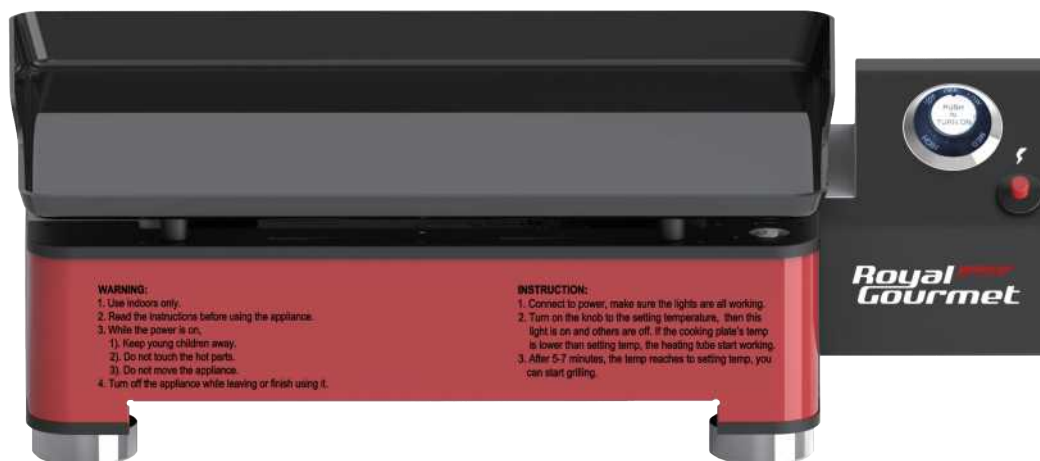 WARNING:
1. Use indoors only.
2. Read the instructions before using the appliance.
3. While the power is on,
1). Keep young children away.
2). Do not touch the hot parts.
3). Do not move the appliance.
4. Turn off the appliance while leaving or finish using it.
INSTRUCTION:
1. Connect to power, make sure the lights are all working.
2. Turn on the knob to the setting temperature, then this
light is on and others are off. If the cooking plate's temp
is lower than setting temp, the heating tube start working.
3. After 5-7 minutes, the temp reaches to setting temp, you
can start grilling.
PUSH
to
TURN ON
HIGH
Royal
Gourmet